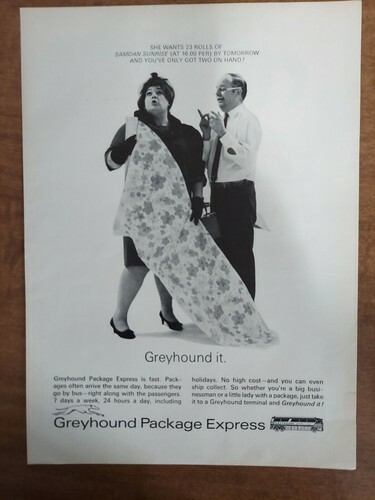 SHE WANTS 23 ROLLS OF
SAMOAN SUNRISE (AT 16.00 PER) BY TOMORROW
AND YOU'VE ONLY GOT TWO ON HAND?
Greyhound it.
Greyhound Package Express is fast. Pack-
ages often arrive the same day, because they
go by bus—right along with the passengers.
7 days a week, 24 hours a day, including
holidays. No high cost—and you can even
ship collect. So whether you're a big busi-
nessman or a little lady with a package, just take
it to a Greyhound terminal and Greyhound it!
Greyhound Package Express